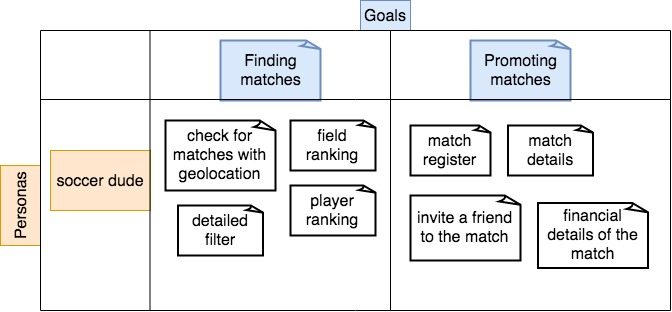 Goals
Finding
matches
Promoting
matches
Personas
soccer dude
check for
matches with
geolocation
field
ranking
detailed
filter
player
ranking
match
register
match
details
invite a friend
to the match
financial
details of the
match